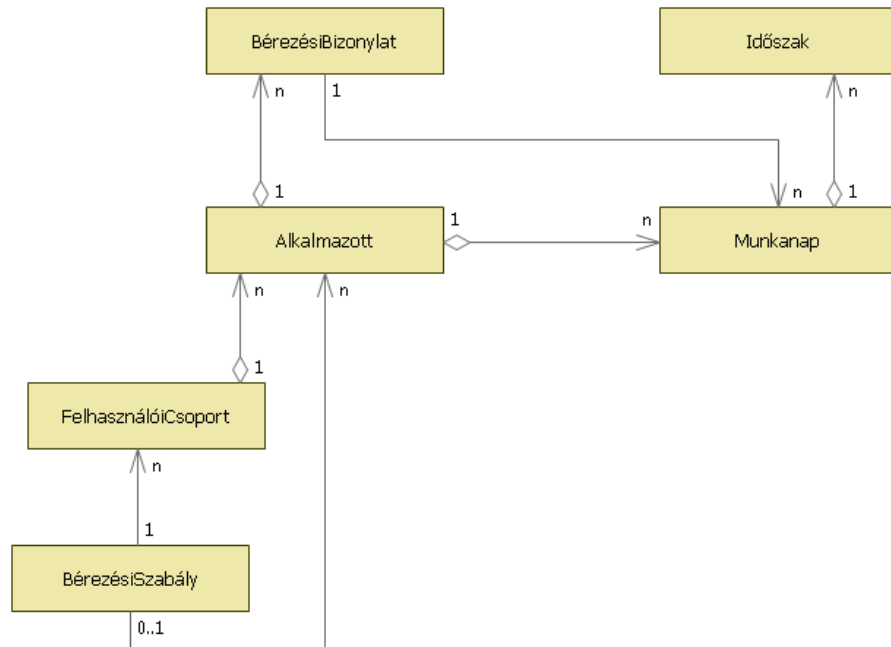 BérezésiBizonylat
Időszak
n
1
n
1
n
1
1
n
Alkalmazott
Munkanap
n
n
1
FelhasználóiCsoport
n
1
BérezésiSzabály
0..1